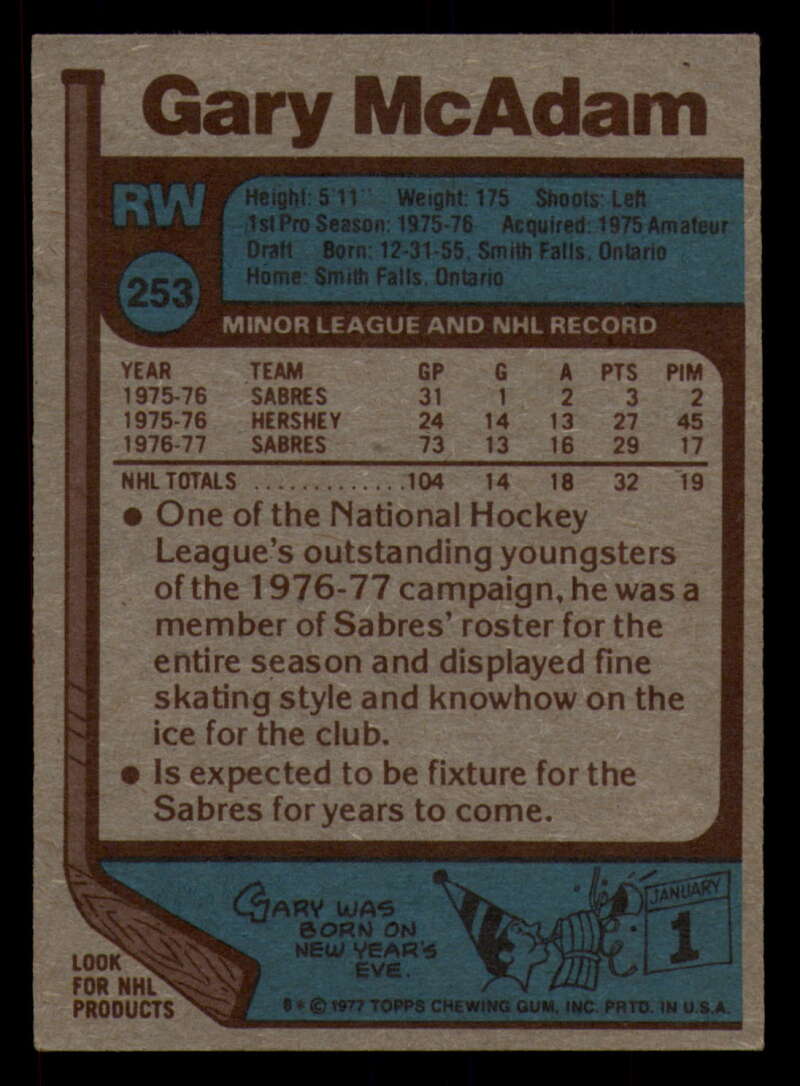 Gary McAdam
RW
253
Height: 5'11" Weight: 175 Shoots: Left
1st Pro Season: 1975-76 Acquired: 1975 Amateur
Draft Born: 12-31-55, Smith Falls, Ontario
Home: Smith Falls, Ontario
MINOR LEAGUE AND NHL RECORD
YEAR TEAM GP G A PTS PIM
1975-76 SABRES 31 1 2 3 2
1975-76 HERSHEY 24 14 13 27 45
1976-77 SABRES 73 13 16 29 17
NHL TOTALS ............. 104 14 18 32 19
• One of the National Hockey
League's outstanding youngsters
of the 1976-77 campaign, he was a
member of Sabres' roster for the
entire season and displayed fine
skating style and knowhow on the
ice for the club.
• Is expected to be fixture for the
Sabres for years to come.
GARY WAS
BORN ON
NEW YEAR'S
EVE.
JANUARY
1
LOOK
FOR NHL
PRODUCTS
8* © 1977 TOPPS CHEWING GUM, INC. PRTD. IN U.S.A.